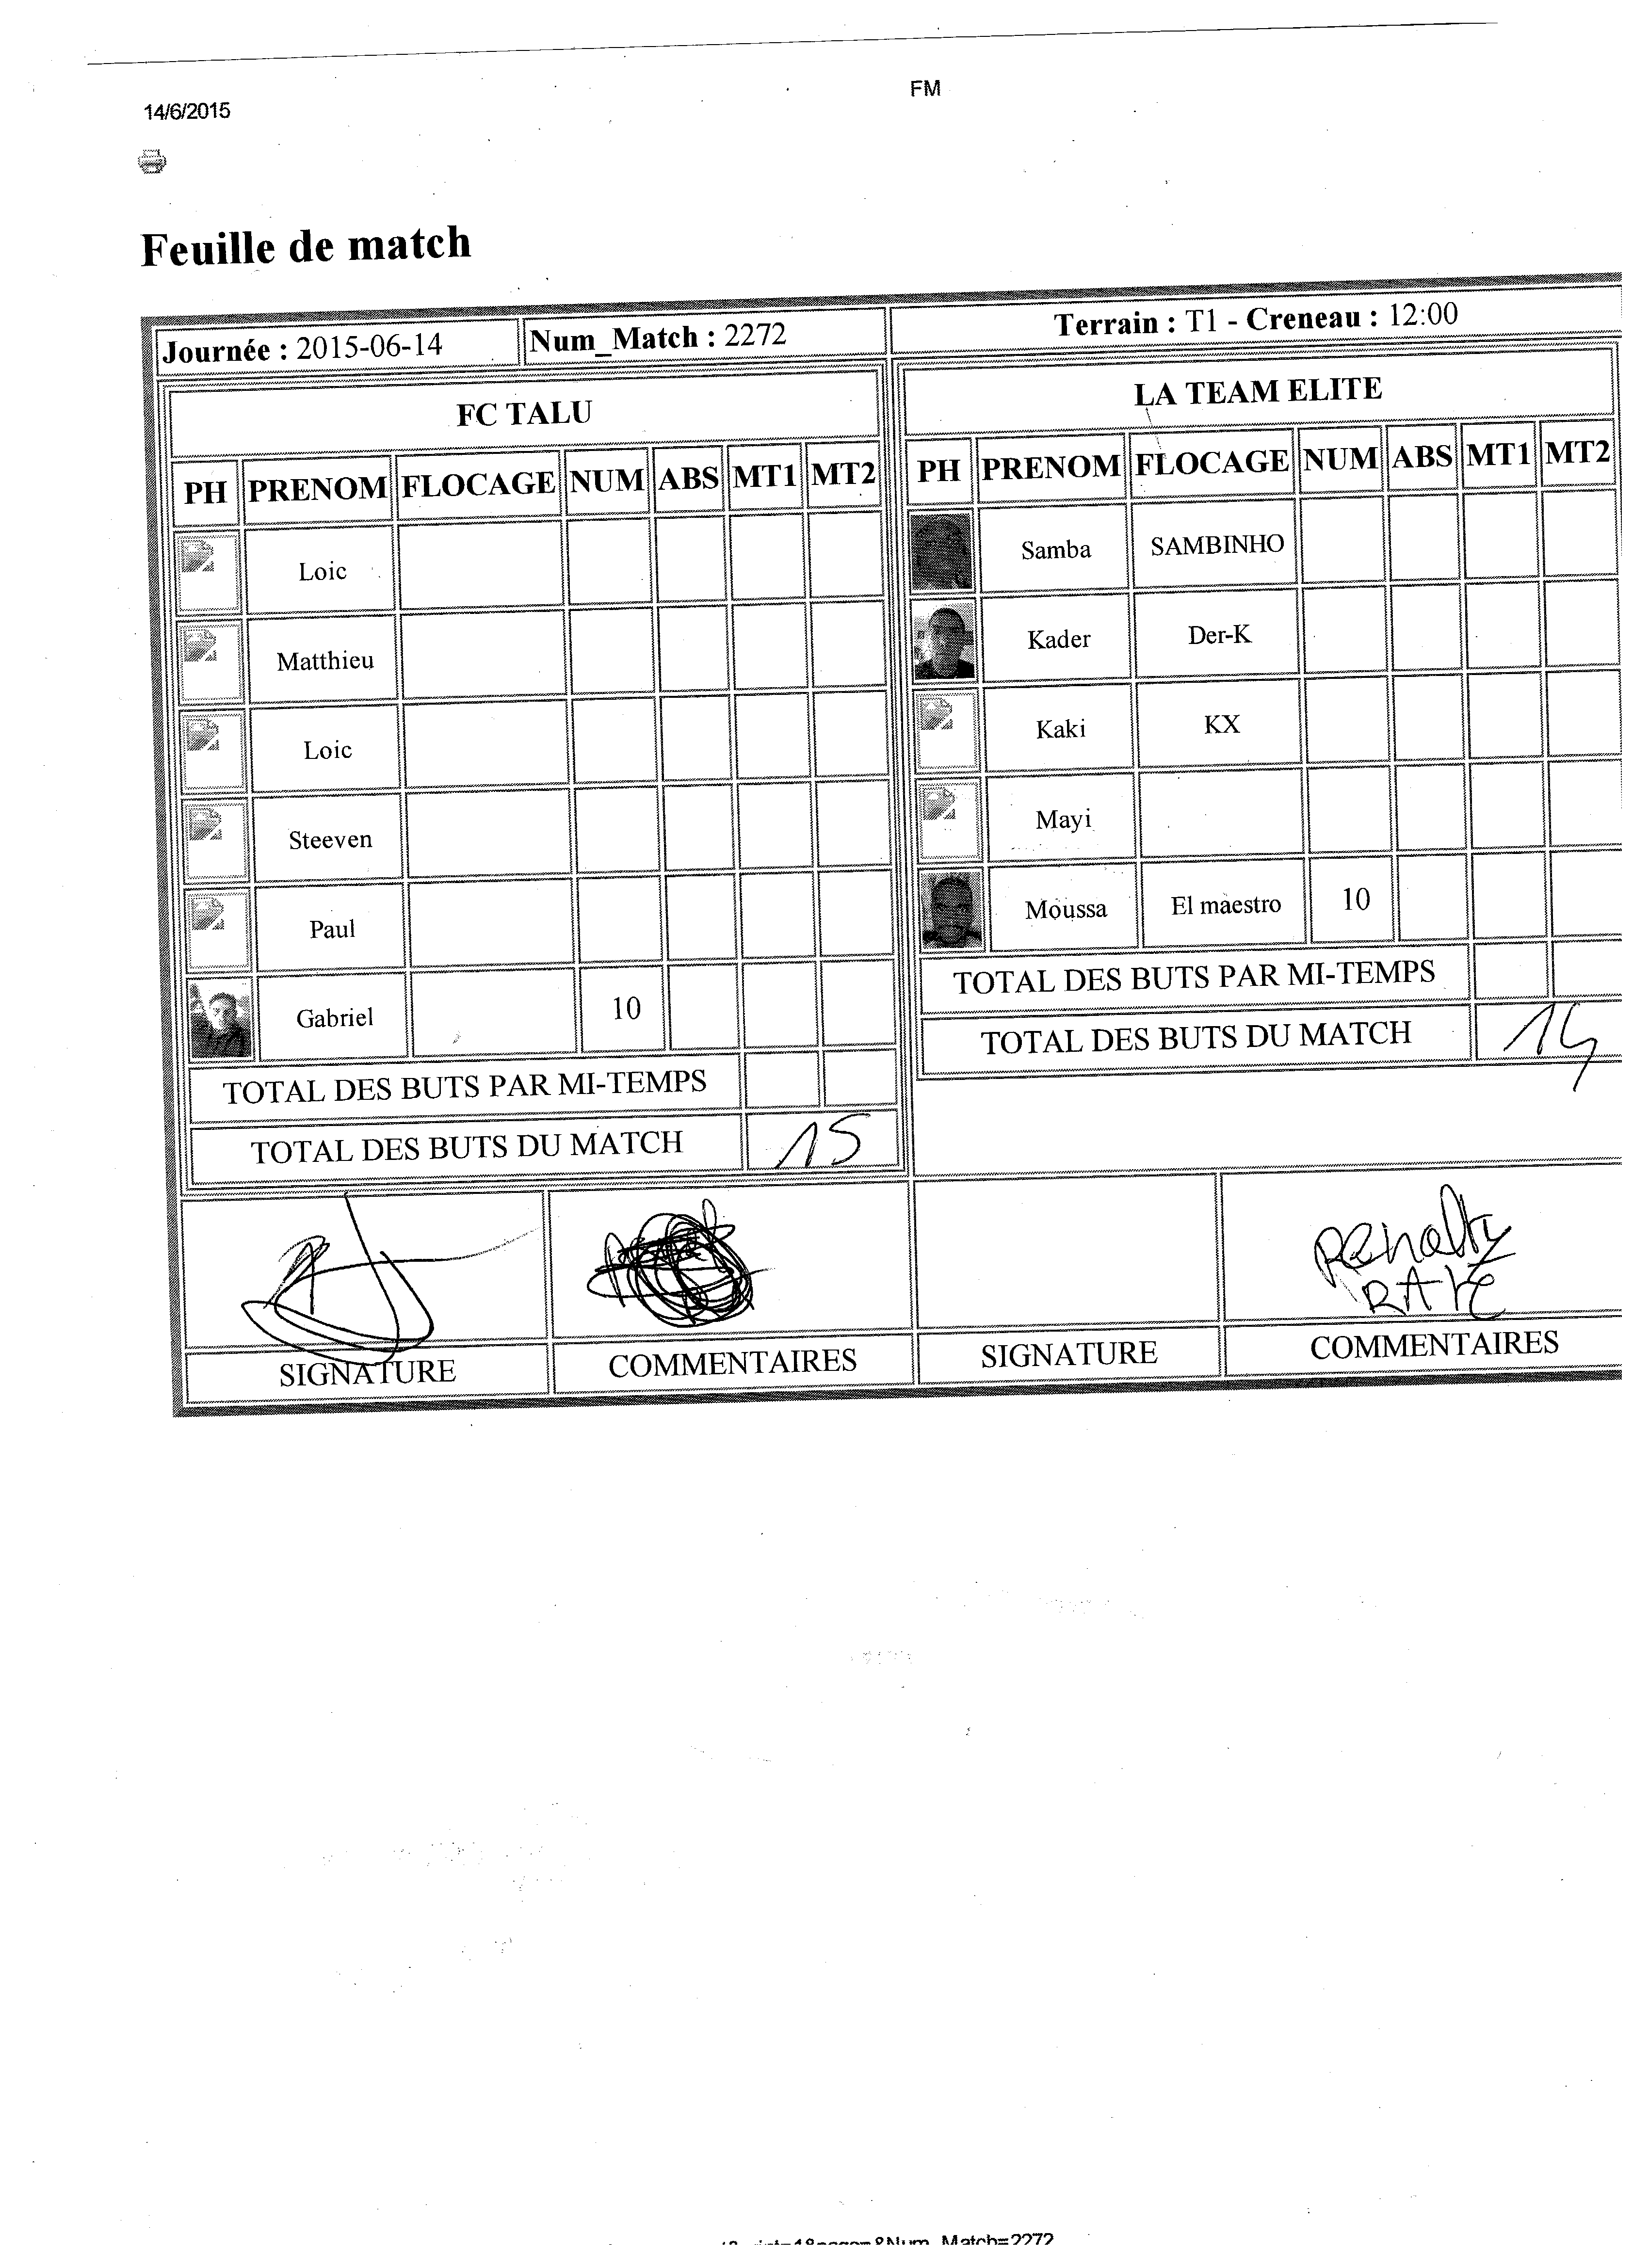 14/6/2015
FM
Feuille de match
Journée : 2015-06-14
Num_Match : 2272
Terrain : T1 - Creneau : 12:00
FC TALU
PH PRENOM FLOCAGE NUM ABS MT1 MT2
Loic
Matthieu
Loic
Steeven
Paul
Gabriel 10
TOTAL DES BUTS PAR MI-TEMPS
TOTAL DES BUTS DU MATCH 15
LA TEAM ELITE
PH PRENOM FLOCAGE NUM ABS MT1 MT2
Samba SAMBINHO
Kader Der-K
Kaki KX
Mayi
Moussa El maestro 10
TOTAL DES BUTS PAR MI-TEMPS
TOTAL DES BUTS DU MATCH 14
SIGNATURE
COMMENTAIRES
SIGNATURE
Penalty
RATE
COMMENTAIRES
&Num_Match=2272